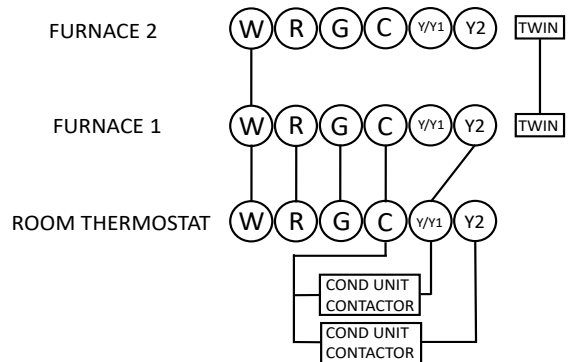 FURNACE 2 W R G C Y/Y1 Y2 TWIN
FURNACE 1 W R G C Y/Y1 Y2 TWIN
ROOM THERMOSTAT W R G C Y/Y1 Y2
COND UNIT
CONTACTOR
COND UNIT
CONTACTOR